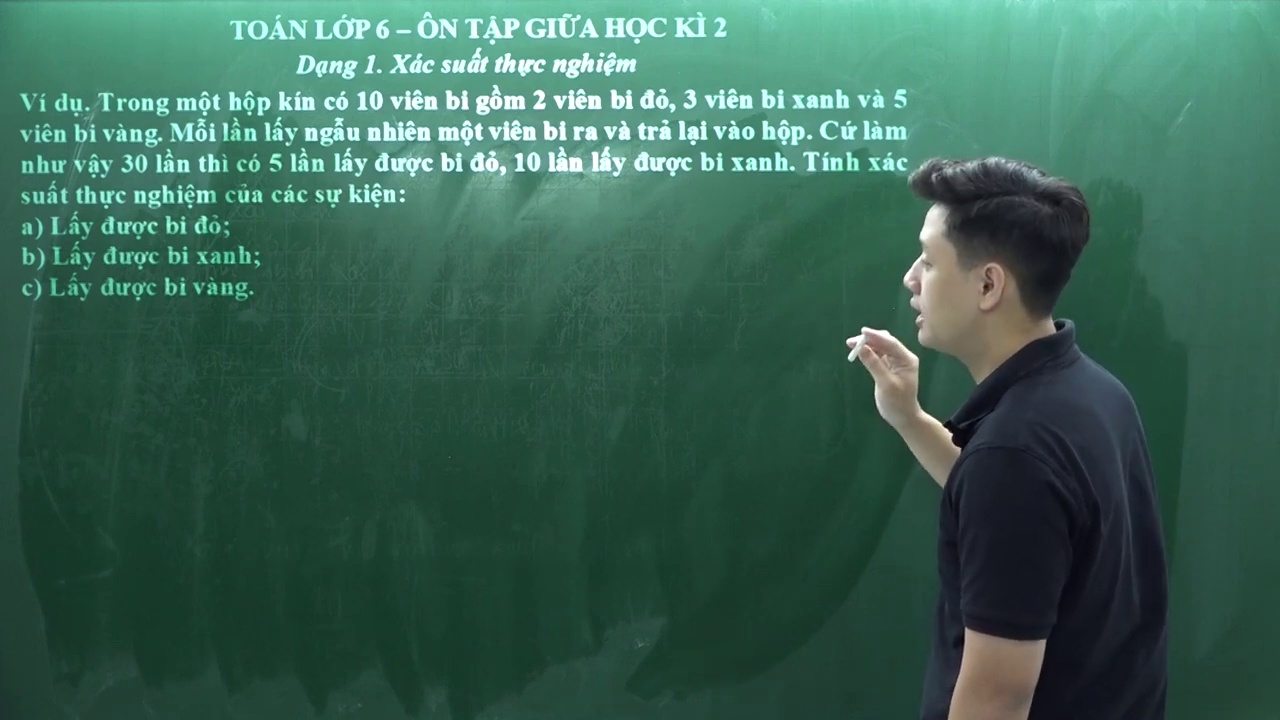 TOÁN LỚP 6 – ÔN TẬP GIỮA HỌC KÌ 2
Dạng 1. Xác suất thực nghiệm
Ví dụ. Trong một hộp kín có 10 viên bi gồm 2 viên bi đỏ, 3 viên bi xanh và 5
viên bi vàng. Mỗi lần lấy ngẫu nhiên một viên bi ra và trả lại vào hộp. Cứ làm
như vậy 30 lần thì có 5 lần lấy được bi đỏ, 10 lần lấy được bi xanh. Tính xác
suất thực nghiệm của các sự kiện:
a) Lấy được bi đỏ;
b) Lấy được bi xanh;
c) Lấy được bi vàng.